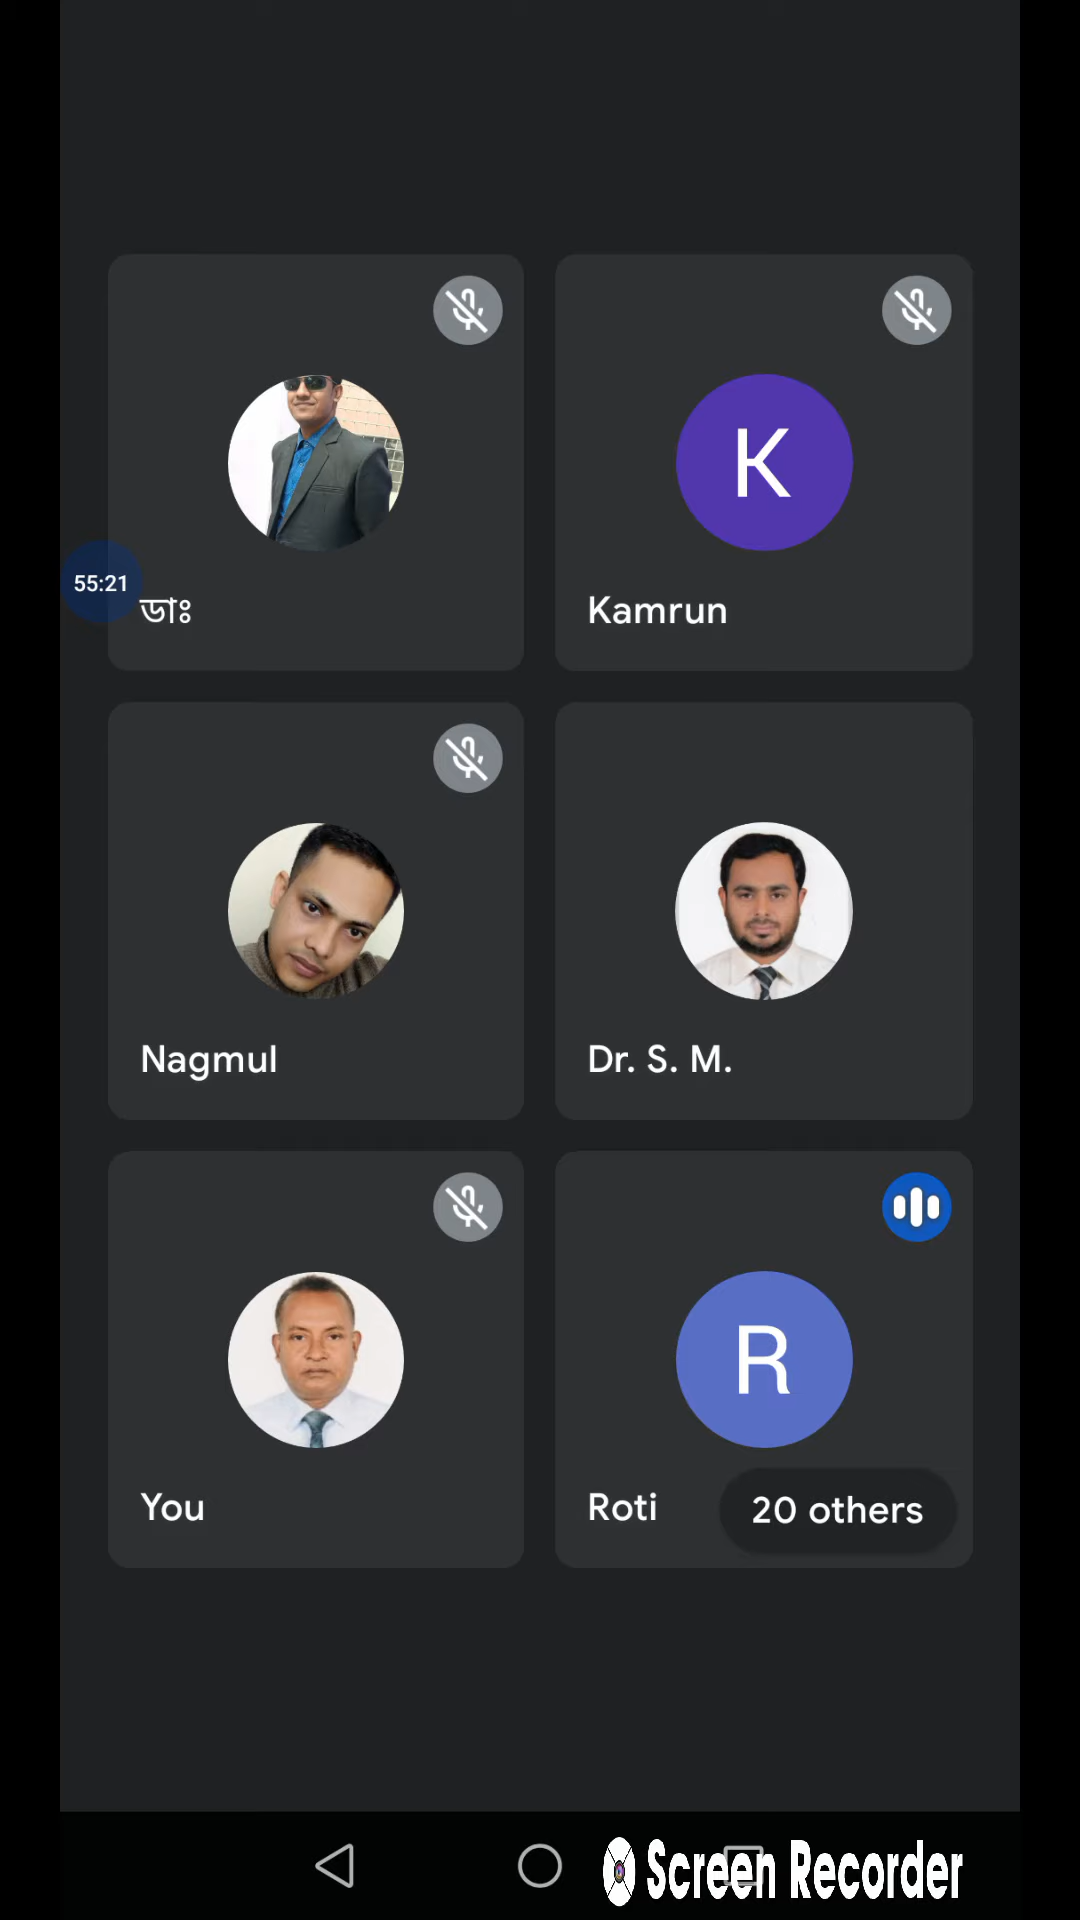 K
55:21
ডাঃ
Kamrun
Nagmul
Dr. S. M.
R
You
Roti
20 others
Screen Recorder